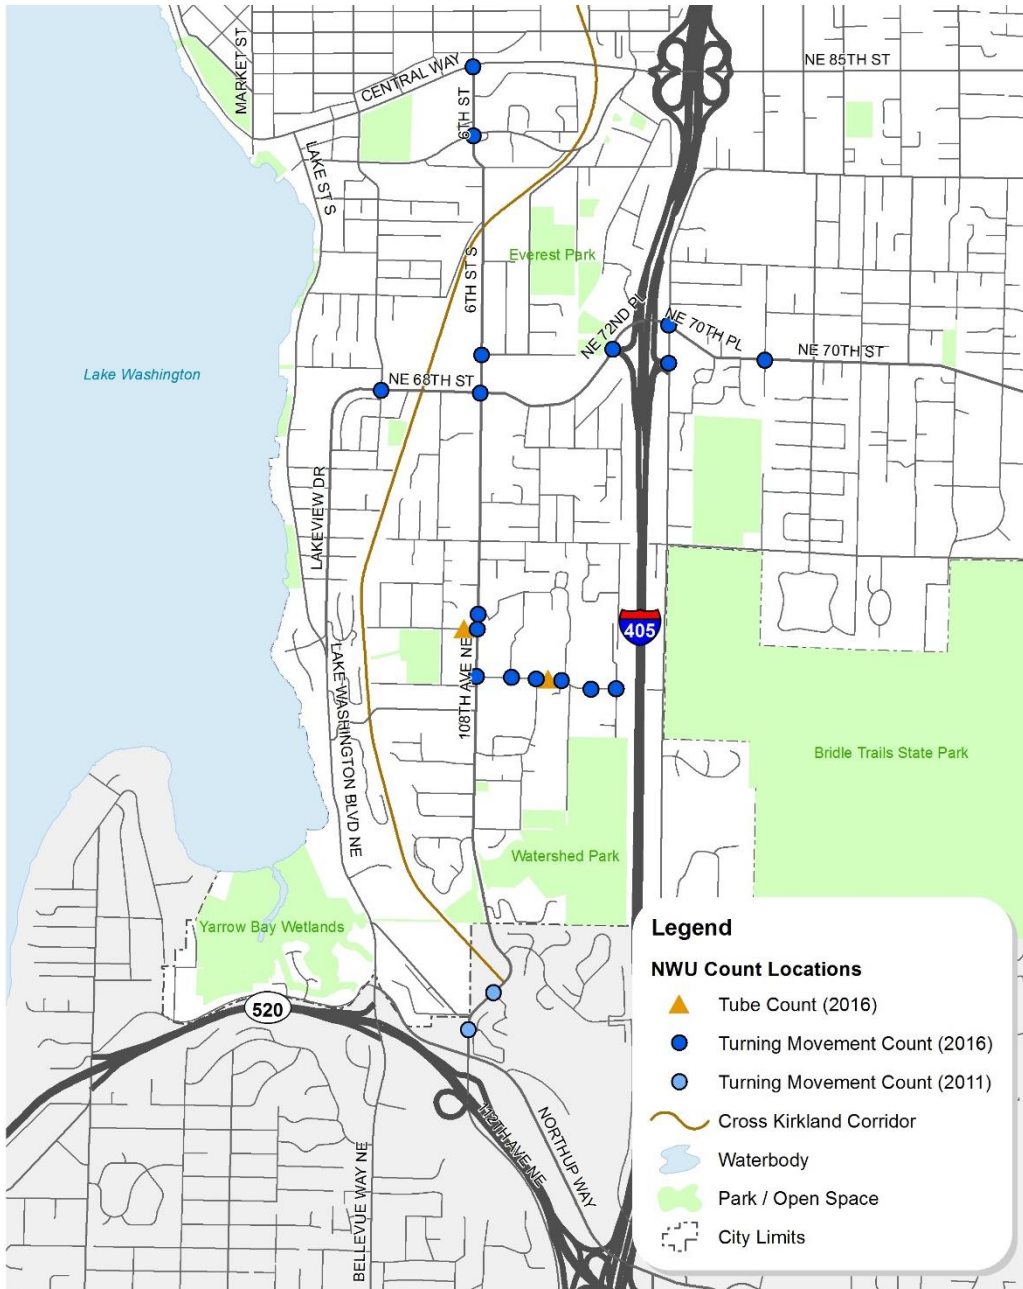 MARKET ST
CENTRAL WAY
NE 85TH ST
6TH ST
LAKE ST S
Everest Park
6TH ST S
NE 72ND PL
NE 70TH PL
NE 70TH ST
Lake Washington
NE 68TH ST
LAKEVIEW DR
405
108TH AVE NE
LAKE WASHINGTON BLVD NE
Bridle Trails State Park
Watershed Park
Yarrow Bay Wetlands
520
112TH AVE NE
NORTHUP WAY
BELLEVUE WAY NE
Legend
NWU Count Locations
Tube Count (2016)
Turning Movement Count (2016)
Turning Movement Count (2011)
Cross Kirkland Corridor
Waterbody
Park / Open Space
City Limits